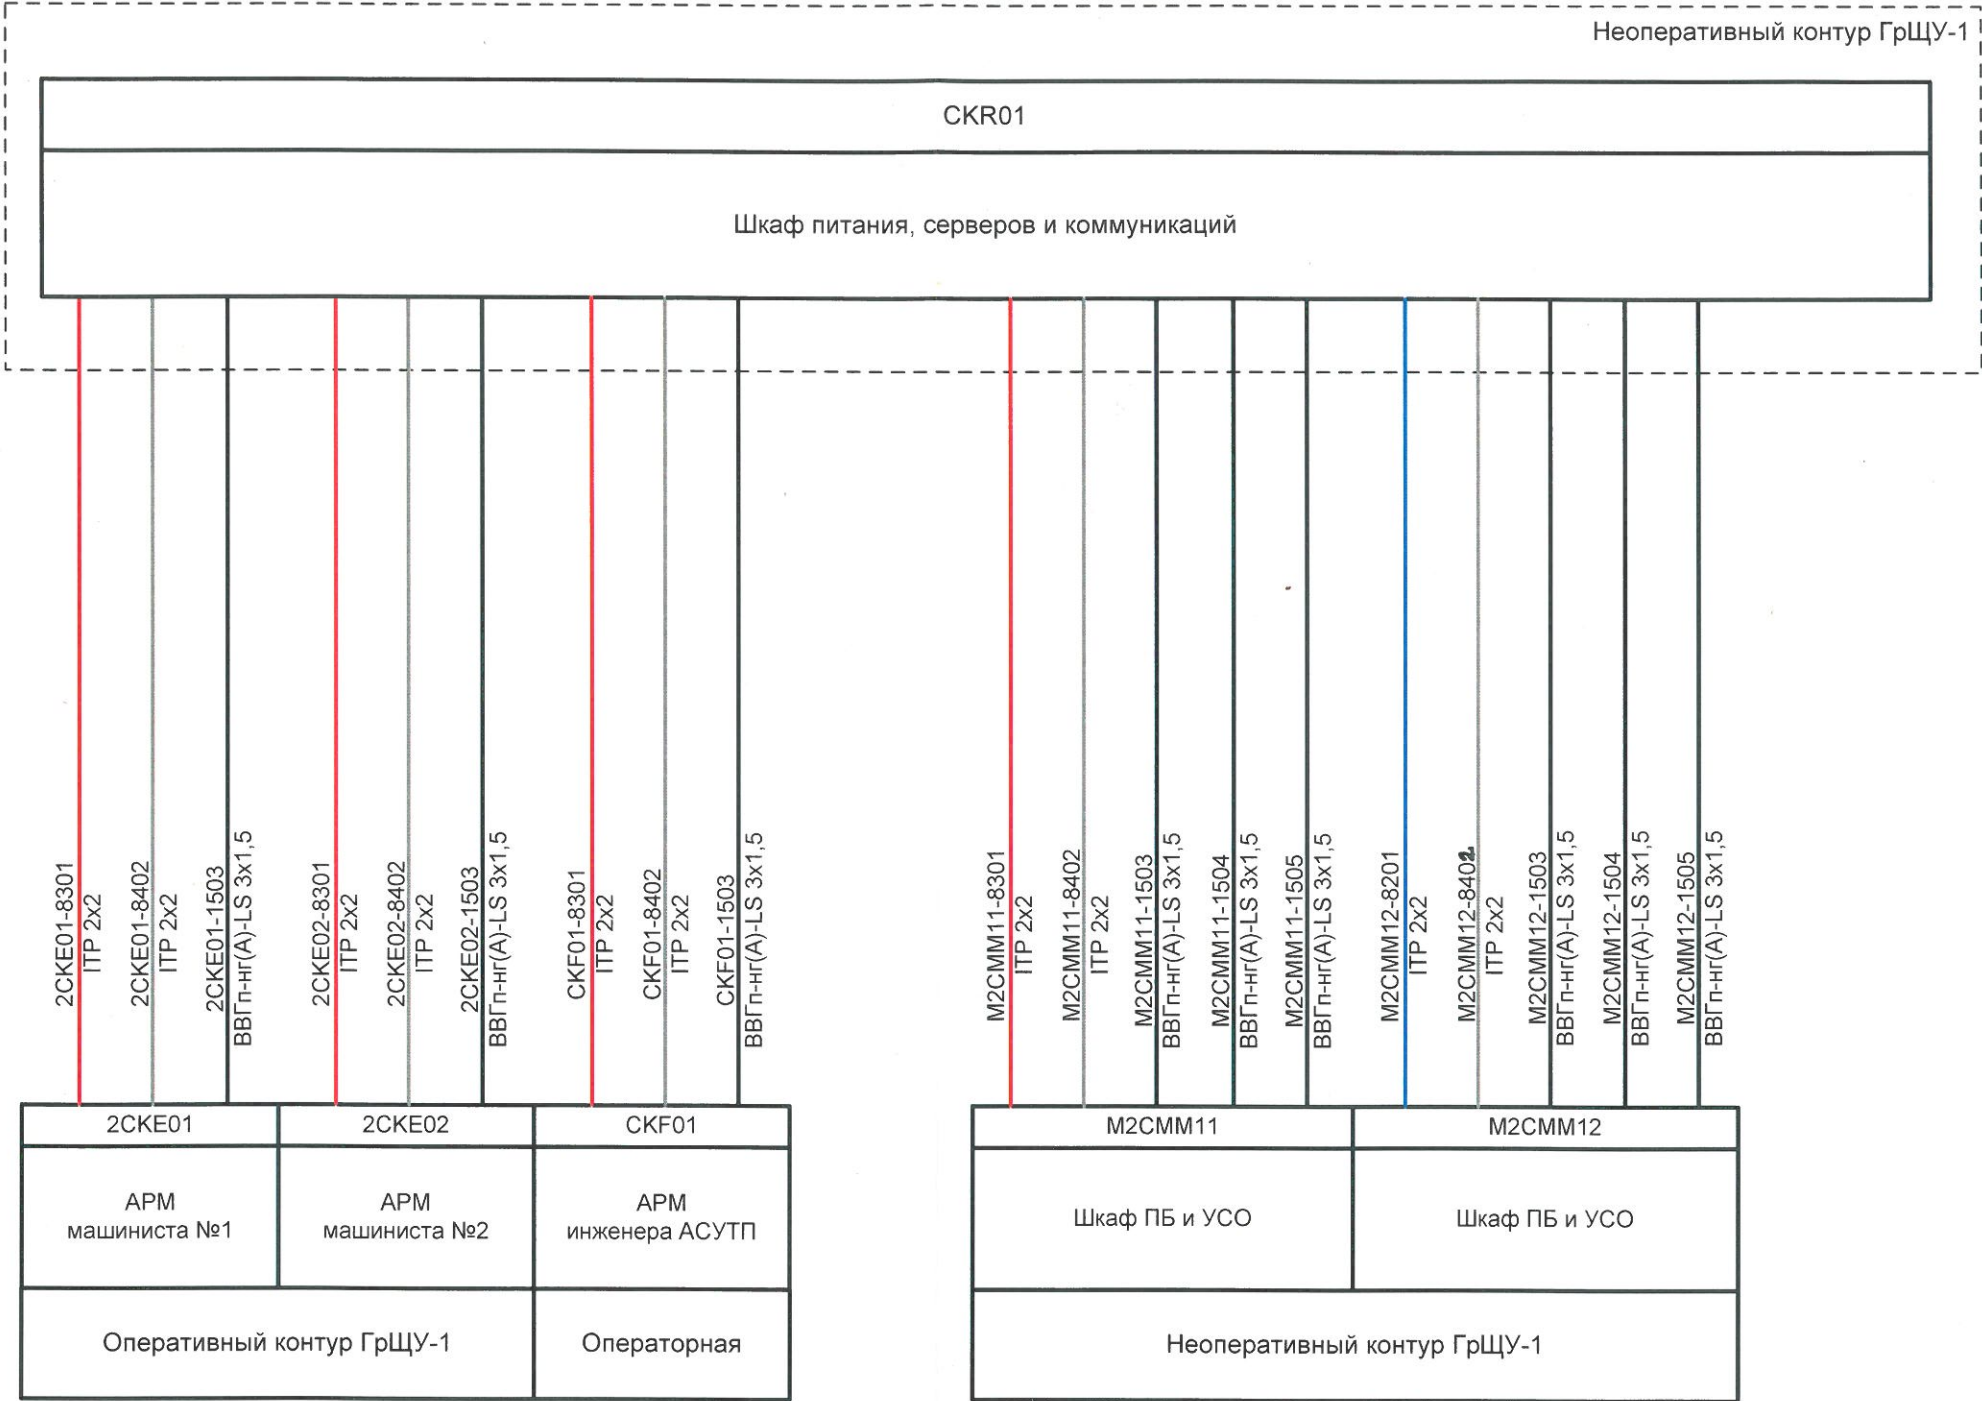 Неоперативный контур ГрЩУ-1
CKR01
Шкаф питания, серверов и коммуникаций
2CKE01-8301
ITP 2x2
2CKE01-8402
ITP 2x2
2CKE01-1503
ВВГп-нг(А)-LS 3x1,5
2CKE02-8301
ITP 2x2
2CKE02-8402
ITP 2x2
2CKE02-1503
ВВГп-нг(А)-LS 3x1,5
CKF01-8301
ITP 2x2
CKF01-8402
ITP 2x2
CKF01-1503
ВВГп-нг(А)-LS 3x1,5
M2CMM11-8301
ITP 2x2
M2CMM11-8402
ITP 2x2
M2CMM11-1503
ВВГп-нг(А)-LS 3x1,5
M2CMM11-1504
ВВГп-нг(А)-LS 3x1,5
M2CMM11-1505
ВВГп-нг(А)-LS 3x1,5
M2CMM12-8201
ITP 2x2
M2CMM12-8402
ITP 2x2
M2CMM12-1503
ВВГп-нг(А)-LS 3x1,5
M2CMM12-1504
ВВГп-нг(А)-LS 3x1,5
M2CMM12-1505
ВВГп-нг(А)-LS 3x1,5
2CKE01
2CKE02
CKF01
АРМ
машиниста №1
АРМ
машиниста №2
АРМ
инженера АСУТП
Оперативный контур ГрЩУ-1
Операторная
M2CMM11
M2CMM12
Шкаф ПБ и УСО
Шкаф ПБ и УСО
Неоперативный контур ГрЩУ-1